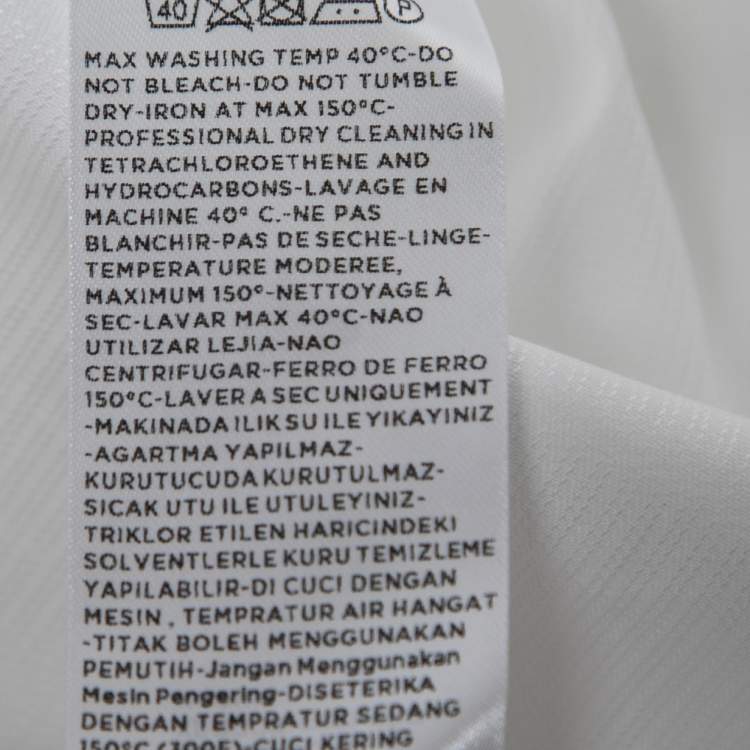 40 P
MAX WASHING TEMP 40°C-DO
NOT BLEACH-DO NOT TUMBLE
DRY-IRON AT MAX 150°C-
PROFESSIONAL DRY CLEANING IN
TETRACHLOROETHENE AND
HYDROCARBONS-LAVAGE EN
MACHINE 40° C.-NE PAS
BLANCHIR-PAS DE SECHE-LINGE-
TEMPERATURE MODEREE,
MAXIMUM 150°-NETTOYAGE À
SEC-LAVAR MAX 40°C-NAO
UTILIZAR LEJIA-NAO
CENTRIFUGAR-FERRO DE FERRO
150°C-LAVER A SEC UNIQUEMENT
-MAKINADA ILIK SU ILE YIKAYINIZ
-AGARTMA YAPILMAZ-
KURUTUCUDA KURUTULMAZ-
SICAK UTU ILE UTULEYINIZ-
TRIKLOR ETILEN HARICINDEKI
SOLVENTLERLE KURU TEMIZLEME
YAPILABILIR-DI CUCI DENGAN
MESIN , TEMPRATUR AIR HANGAT
-TITAK BOLEH MENGGUNAKAN
PEMUTIH-Jangan Menggunakan
Mesin Pengering-DISETERIKA
DENGAN TEMPRATUR SEDANG
150°C (300F)-CUCI KERING